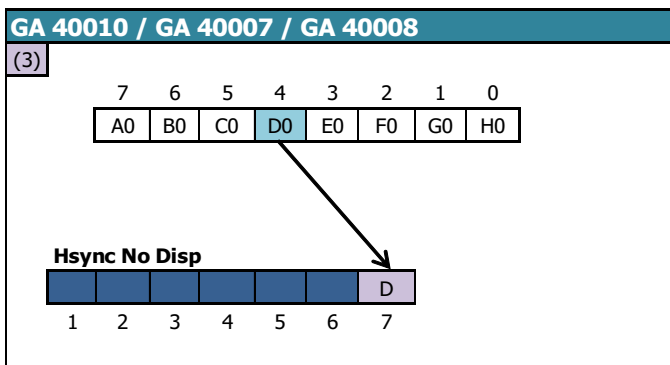 GA 40010 / GA 40007 / GA 40008
(3)
7 6 5 4 3 2 1 0
A0 B0 C0 D0 E0 F0 G0 H0
Hsync No Disp
D
1 2 3 4 5 6 7